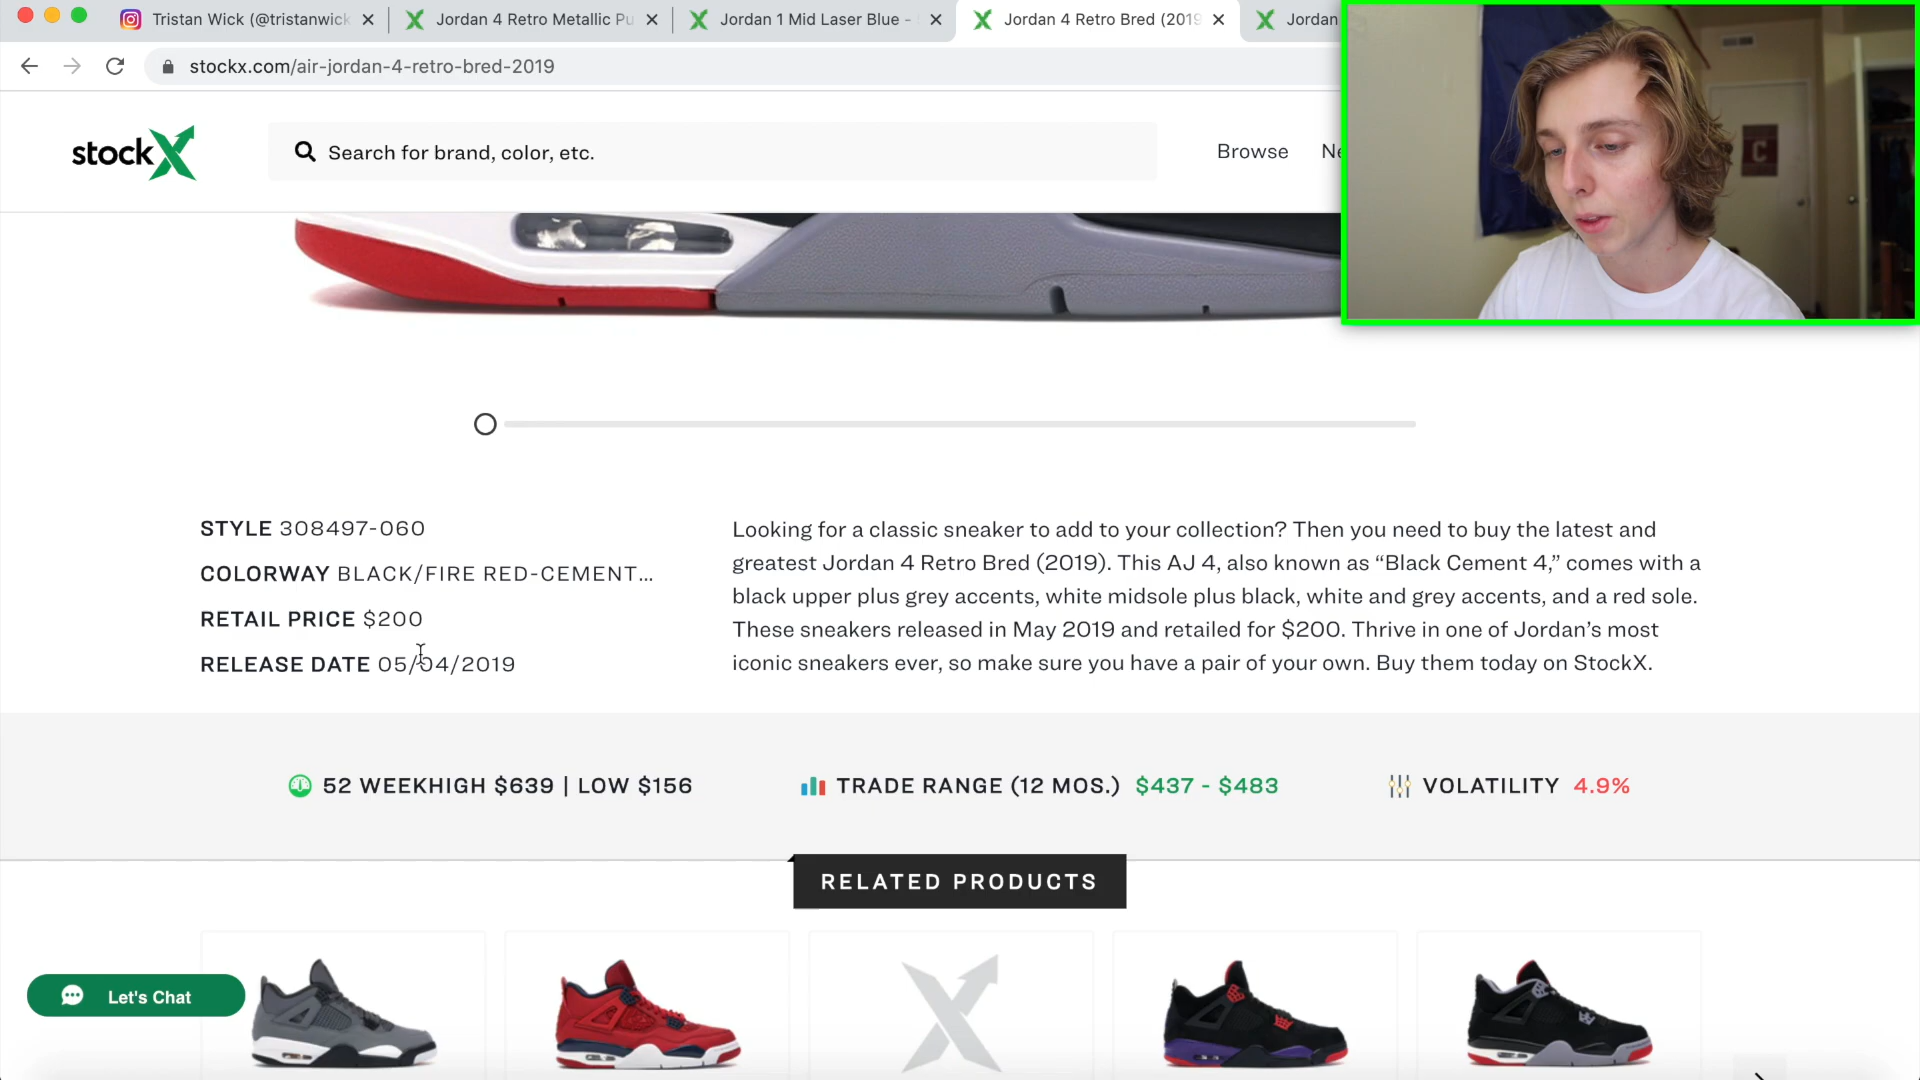 Tristan Wick (@tristanwick
Jordan 4 Retro Metallic Pu
Jordan 1 Mid Laser Blue -
Jordan 4 Retro Bred (2019
Jordan
stockx.com/air-jordan-4-retro-bred-2019
stockX
Search for brand, color, etc.
Browse
Ne
C
STYLE 308497-060
COLORWAY BLACK/FIRE RED-CEMENT...
RETAIL PRICE $200
RELEASE DATE 05/04/2019
Looking for a classic sneaker to add to your collection? Then you need to buy the latest and
greatest Jordan 4 Retro Bred (2019). This AJ 4, also known as “Black Cement 4,” comes with a
black upper plus grey accents, white midsole plus black, white and grey accents, and a red sole.
These sneakers released in May 2019 and retailed for $200. Thrive in one of Jordan’s most
iconic sneakers ever, so make sure you have a pair of your own. Buy them today on StockX.
52 WEEKHIGH $639 | LOW $156
TRADE RANGE (12 MOS.) $437 - $483
VOLATILITY 4.9%
RELATED PRODUCTS
Let's Chat